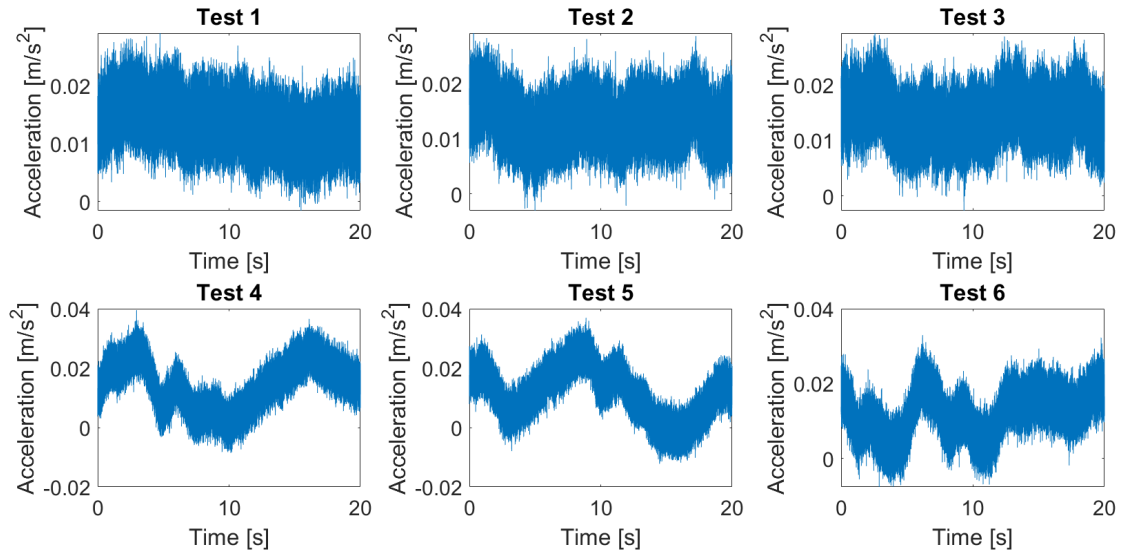 Test 1
Acceleration [m/s²]
0.02
0.01
0
0
10
20
Time [s]
Test 2
Acceleration [m/s²]
0.02
0.01
0
0
10
20
Time [s]
Test 3
Acceleration [m/s²]
0.02
0.01
0
0
10
20
Time [s]
Test 4
Acceleration [m/s²]
0.04
0.02
0
-0.02
0
10
20
Time [s]
Test 5
Acceleration [m/s²]
0.04
0.02
0
-0.02
0
10
20
Time [s]
Test 6
Acceleration [m/s²]
0.04
0.02
0
0
10
20
Time [s]